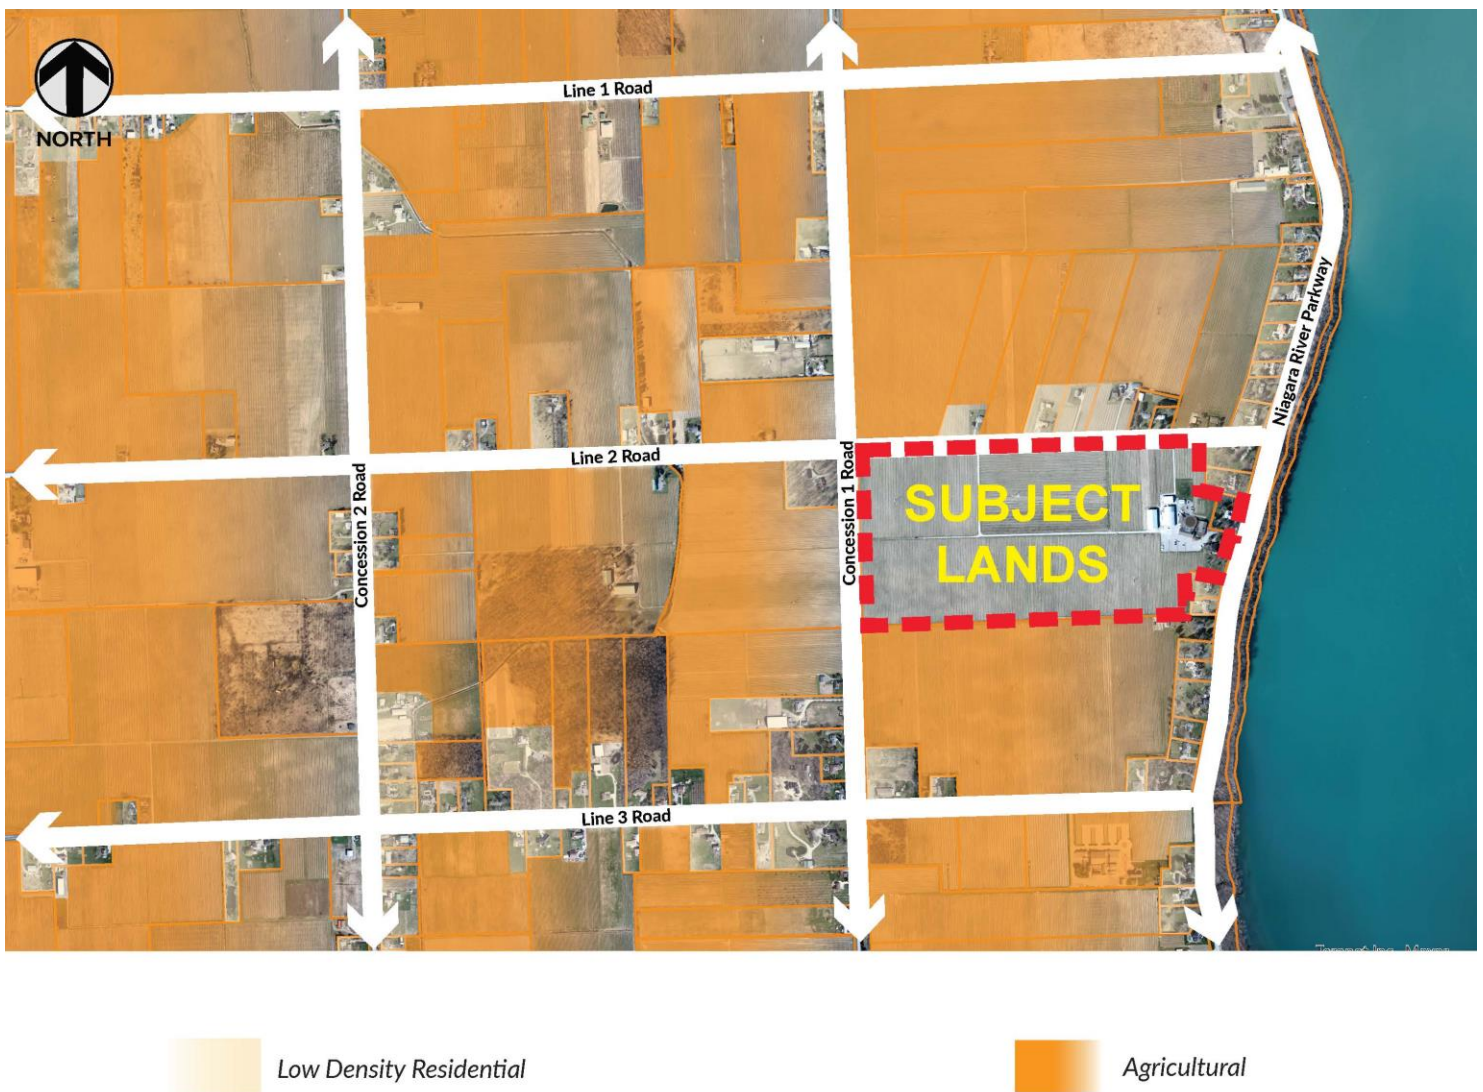 NORTH
Line 1 Road
Niagara River Parkway
Line 2 Road
Concession 2 Road
Concession 1 Road
SUBJECT
LANDS
Line 3 Road
Low Density Residential
Agricultural